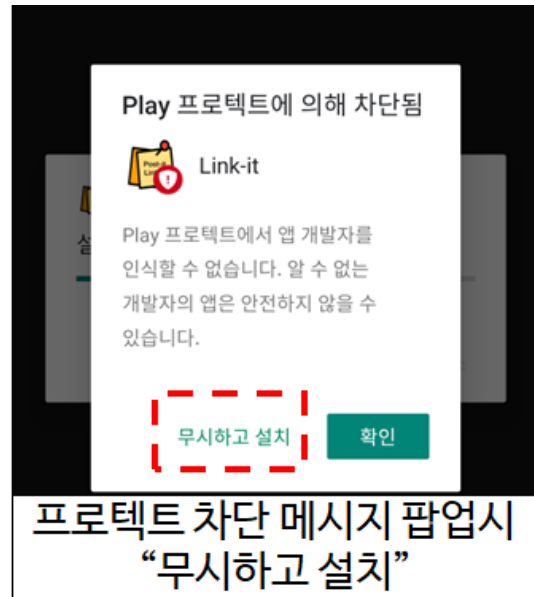 Play 프로텍트에 의해 차단됨
Link-it
Play 프로텍트에서 앱 개발자를
인식할 수 없습니다. 알 수 없는
개발자의 앱은 안전하지 않을 수
있습니다.
무시하고 설치 확인
프로텍트 차단 메시지 팝업시
“무시하고 설치”